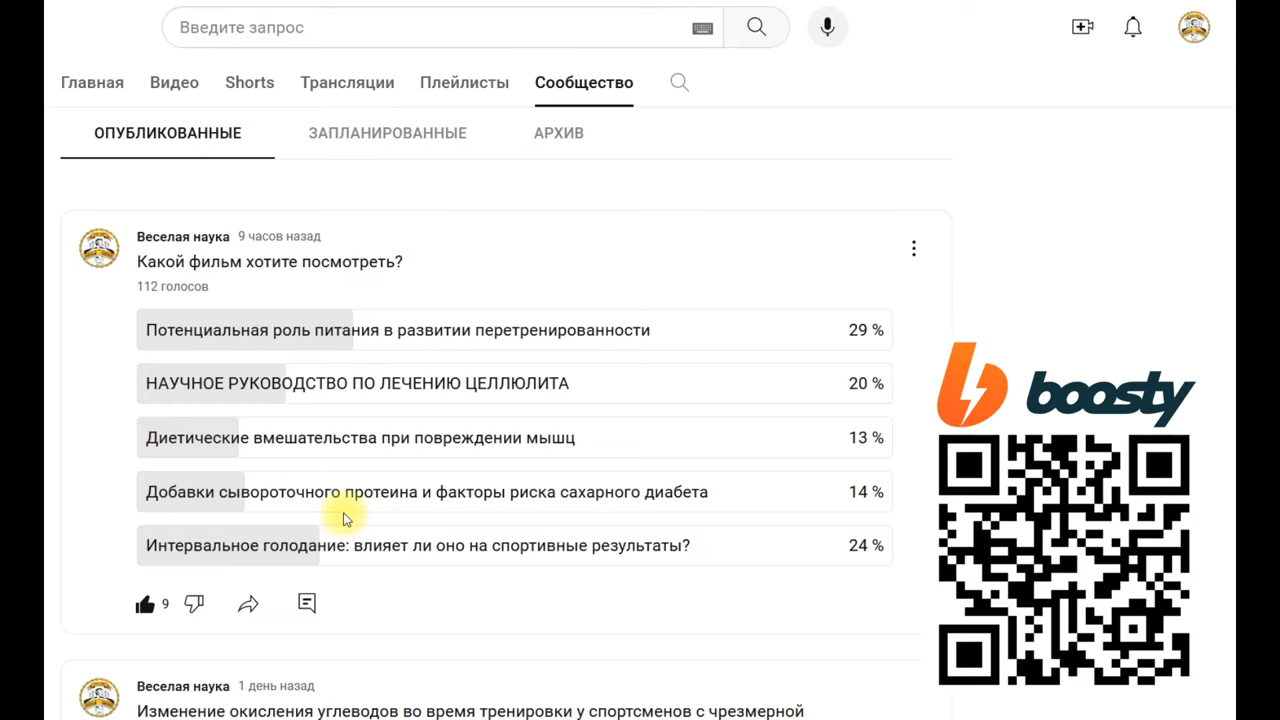 Введите запрос
Главная Видео Shorts Трансляции Плейлисты Сообщество
ОПУБЛИКОВАННЫЕ ЗАПЛАНИРОВАННЫЕ АРХИВ
Веселая наука 9 часов назад
Какой фильм хотите посмотреть?
112 голосов
Потенциальная роль питания в развитии перетренированности 29 %
НАУЧНОЕ РУКОВОДСТВО ПО ЛЕЧЕНИЮ ЦЕЛЛЮЛИТА 20 %
Диетические вмешательства при повреждении мышц 13 %
Добавки сывороточного протеина и факторы риска сахарного диабета 14 %
Интервальное голодание: влияет ли оно на спортивные результаты? 24 %
9
boosty
Веселая наука 1 день назад
Изменение окисления углеводов во время тренировки у спортсменов с чрезмерной